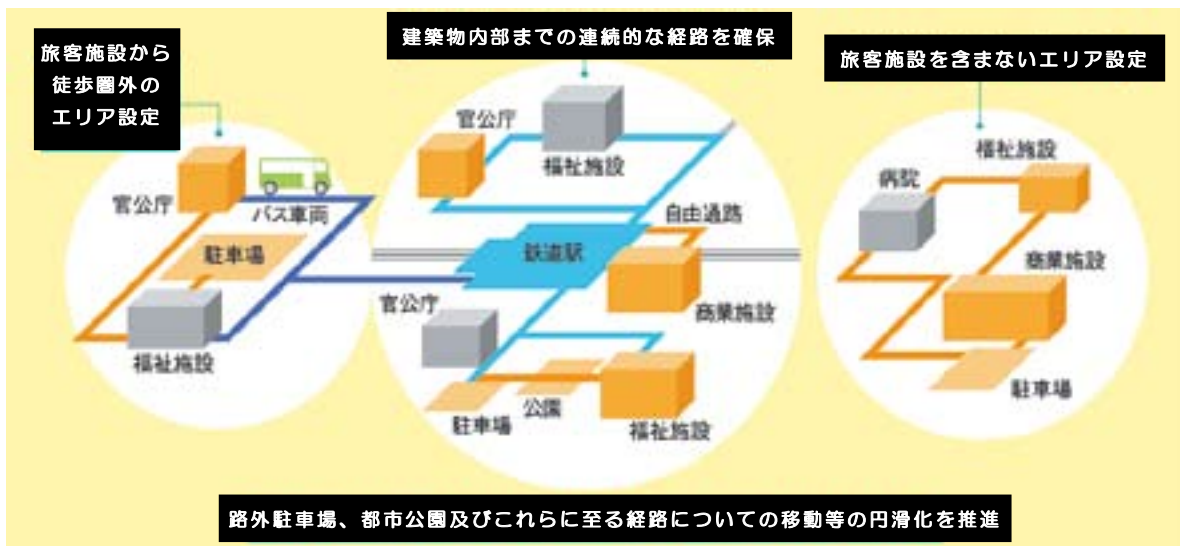 旅客施設から
徒歩圏外の
エリア設定
建築物内部までの連続的な経路を確保
旅客施設を含まないエリア設定
官公庁
バス車両
駐車場
福祉施設
官公庁
福祉施設
自由通路
鉄道駅
商業施設
官公庁
駐車場
公園
福祉施設
福祉施設
病院
商業施設
駐車場
路外駐車場、都市公園及びこれらに至る経路についての移動等の円滑化を推進